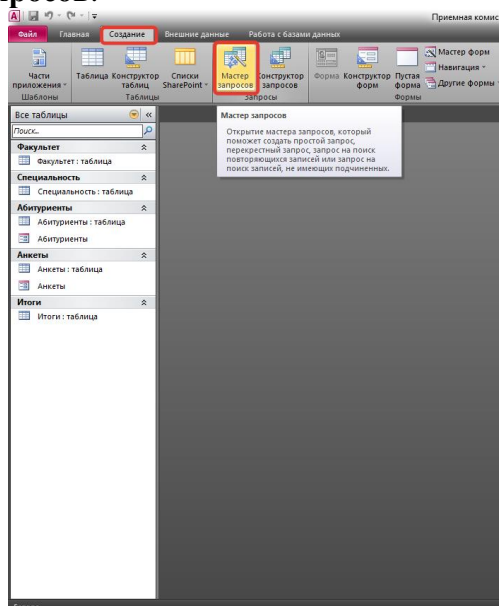 росов.
Приемная комис
Файл Главная Создание Внешние данные Работа с базами данных
Части приложения
Таблица
Конструктор таблиц
Списки SharePoint
Мастер запросов
Конструктор запросов
Форма
Конструктор форм
Пустая форма
Мастер форм
Навигация
Другие формы
Шаблоны Таблицы Запросы Формы
Все таблицы
Поиск...
Факультет
Факультет : таблица
Специальность
Специальность : таблица
Абитуриенты
Абитуриенты : таблица
Абитуриенты
Анкеты
Анкеты : таблица
Анкеты
Итоги
Итоги : таблица
Мастер запросов
Открытие мастера запросов, который
поможет создать простой запрос,
перекрестный запрос, запрос на поиск
повторяющихся записей или запрос на
поиск записей, не имеющих подчиненных.